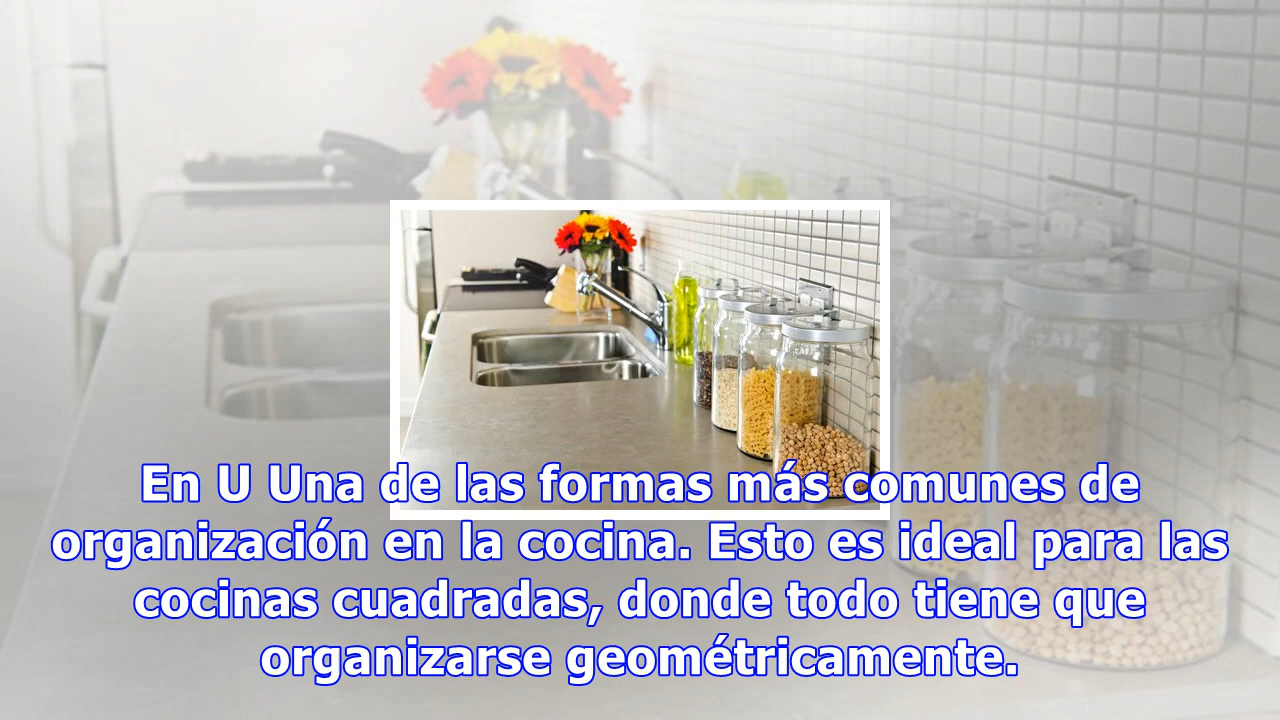 En U Una de las formas más comunes de
organización en la cocina. Esto es ideal para las
cocinas cuadradas, donde todo tiene que
organizarse geométricamente.